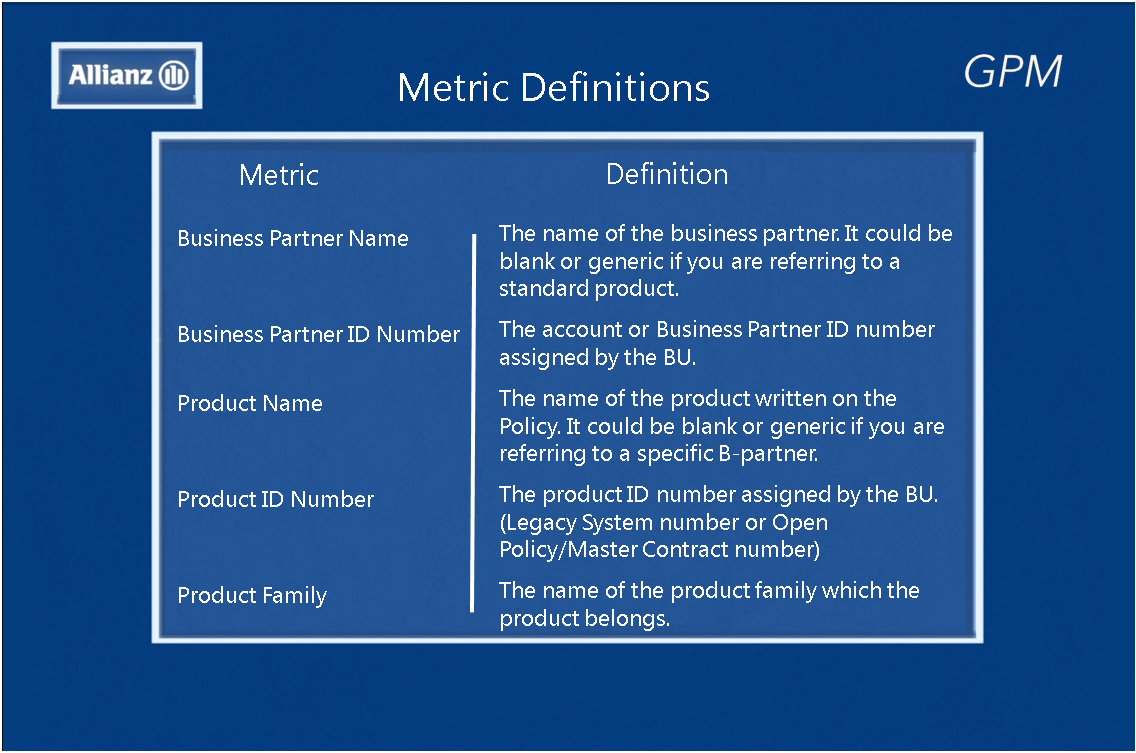 Allianz
GPM
Metric Definitions
Metric
Definition
Business Partner Name
The name of the business partner. It could be
blank or generic if you are referring to a
standard product.
Business Partner ID Number
The account or Business Partner ID number
assigned by the BU.
Product Name
The name of the product written on the
Policy. It could be blank or generic if you are
referring to a specific B-partner.
Product ID Number
The product ID number assigned by the BU.
(Legacy System number or Open
Policy/Master Contract number)
Product Family
The name of the product family which the
product belongs.